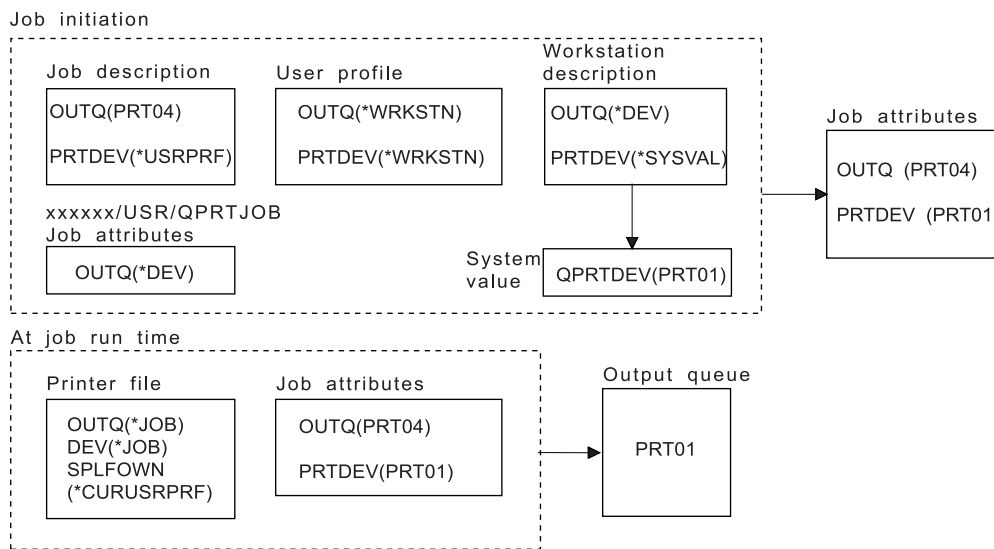 Job initiation
Job description
OUTQ(PRT04)
PRTDEV(*USRPRF)
User profile
OUTQ(*WRKSTN)
PRTDEV(*WRKSTN)
Workstation
description
OUTQ(*DEV)
PRTDEV(*SYSVAL)
Job attributes
OUTQ (PRT04)
PRTDEV (PRT01
xxxxxx/USR/QPRTJOB
Job attributes
OUTQ(*DEV)
System
value
QPRTDEV(PRT01)
At job run time
Printer file
OUTQ(*JOB)
DEV(*JOB)
SPLFOWN
(*CURUSRPRF)
Job attributes
OUTQ(PRT04)
PRTDEV(PRT01)
Output queue
PRT01